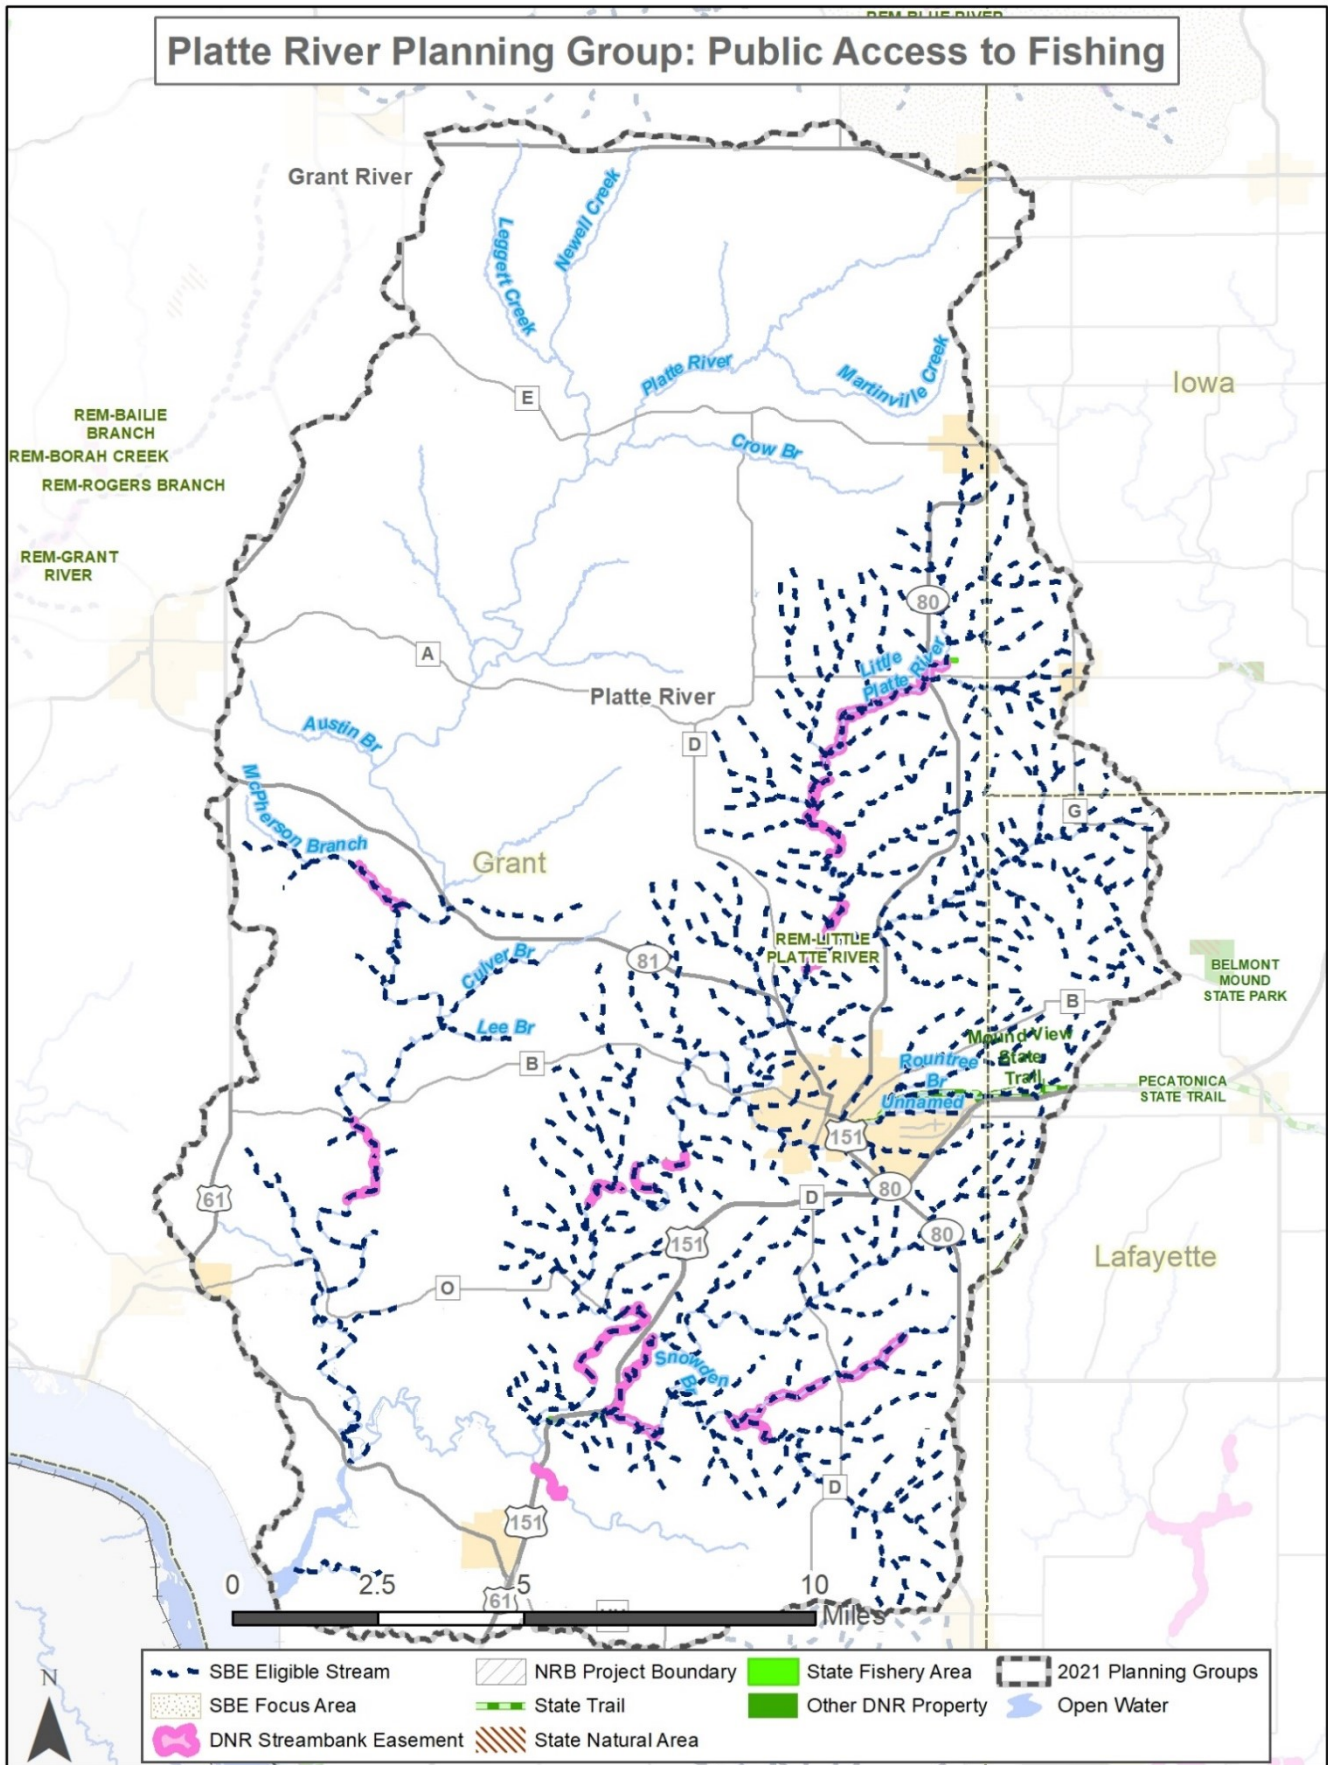 REM-BLUE RIVER
Platte River Planning Group: Public Access to Fishing
Grant River
Leggett Creek
Newell Creek
Platte River
Martinville Creek
Iowa
E
REM-BAILIE
BRANCH
REM-BORAH CREEK
REM-ROGERS BRANCH
REM-GRANT
RIVER
Crow Br
80
A
Little
Platte River
Platte River
D
Austin Br
McPherson Branch
G
Grant
REM-LITTLE
PLATTE RIVER
81
Culver Br
BELMONT
MOUND
STATE PARK
B
Lee Br
B
Mound View
State
Trail
Rountree
Br
Unnamed
PECATONICA
STATE TRAIL
151
61
D
80
80
151
Lafayette
O
Snowden
Br
D
151
61
0
2.5
5
10
Miles
N
SBE Eligible Stream
SBE Focus Area
DNR Streambank Easement
NRB Project Boundary
State Trail
State Natural Area
State Fishery Area
Other DNR Property
2021 Planning Groups
Open Water